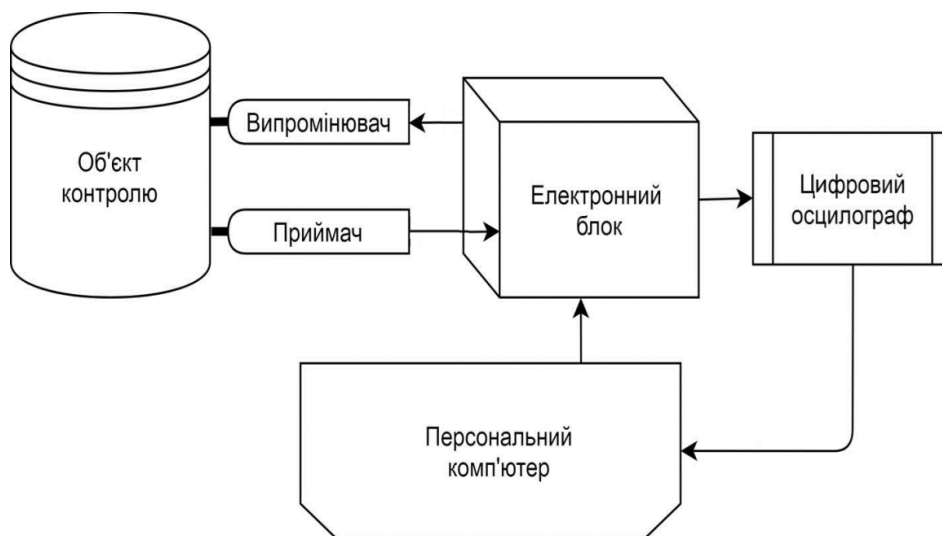 Об'єкт
контролю
Випромінювач
Приймач
Електронний
блок
Цифровий
осцилограф
Персональний
комп'ютер